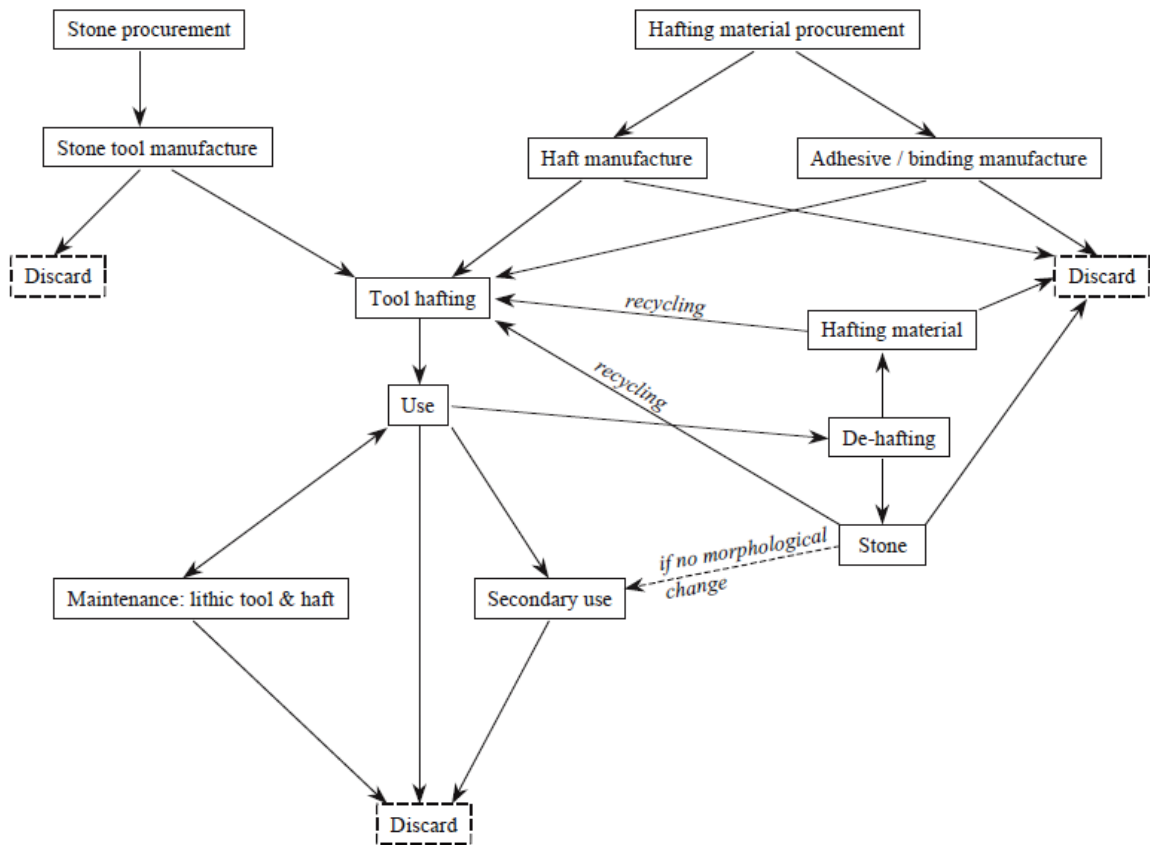 Stone procurement
Hafting material procurement
Stone tool manufacture
Haft manufacture
Adhesive / binding manufacture
Discard
Tool hafting
Discard
recycling
Hafting material
recycling
Use
De-hafting
if no morphological
change
Stone
Maintenance: lithic tool & haft
Secondary use
Discard